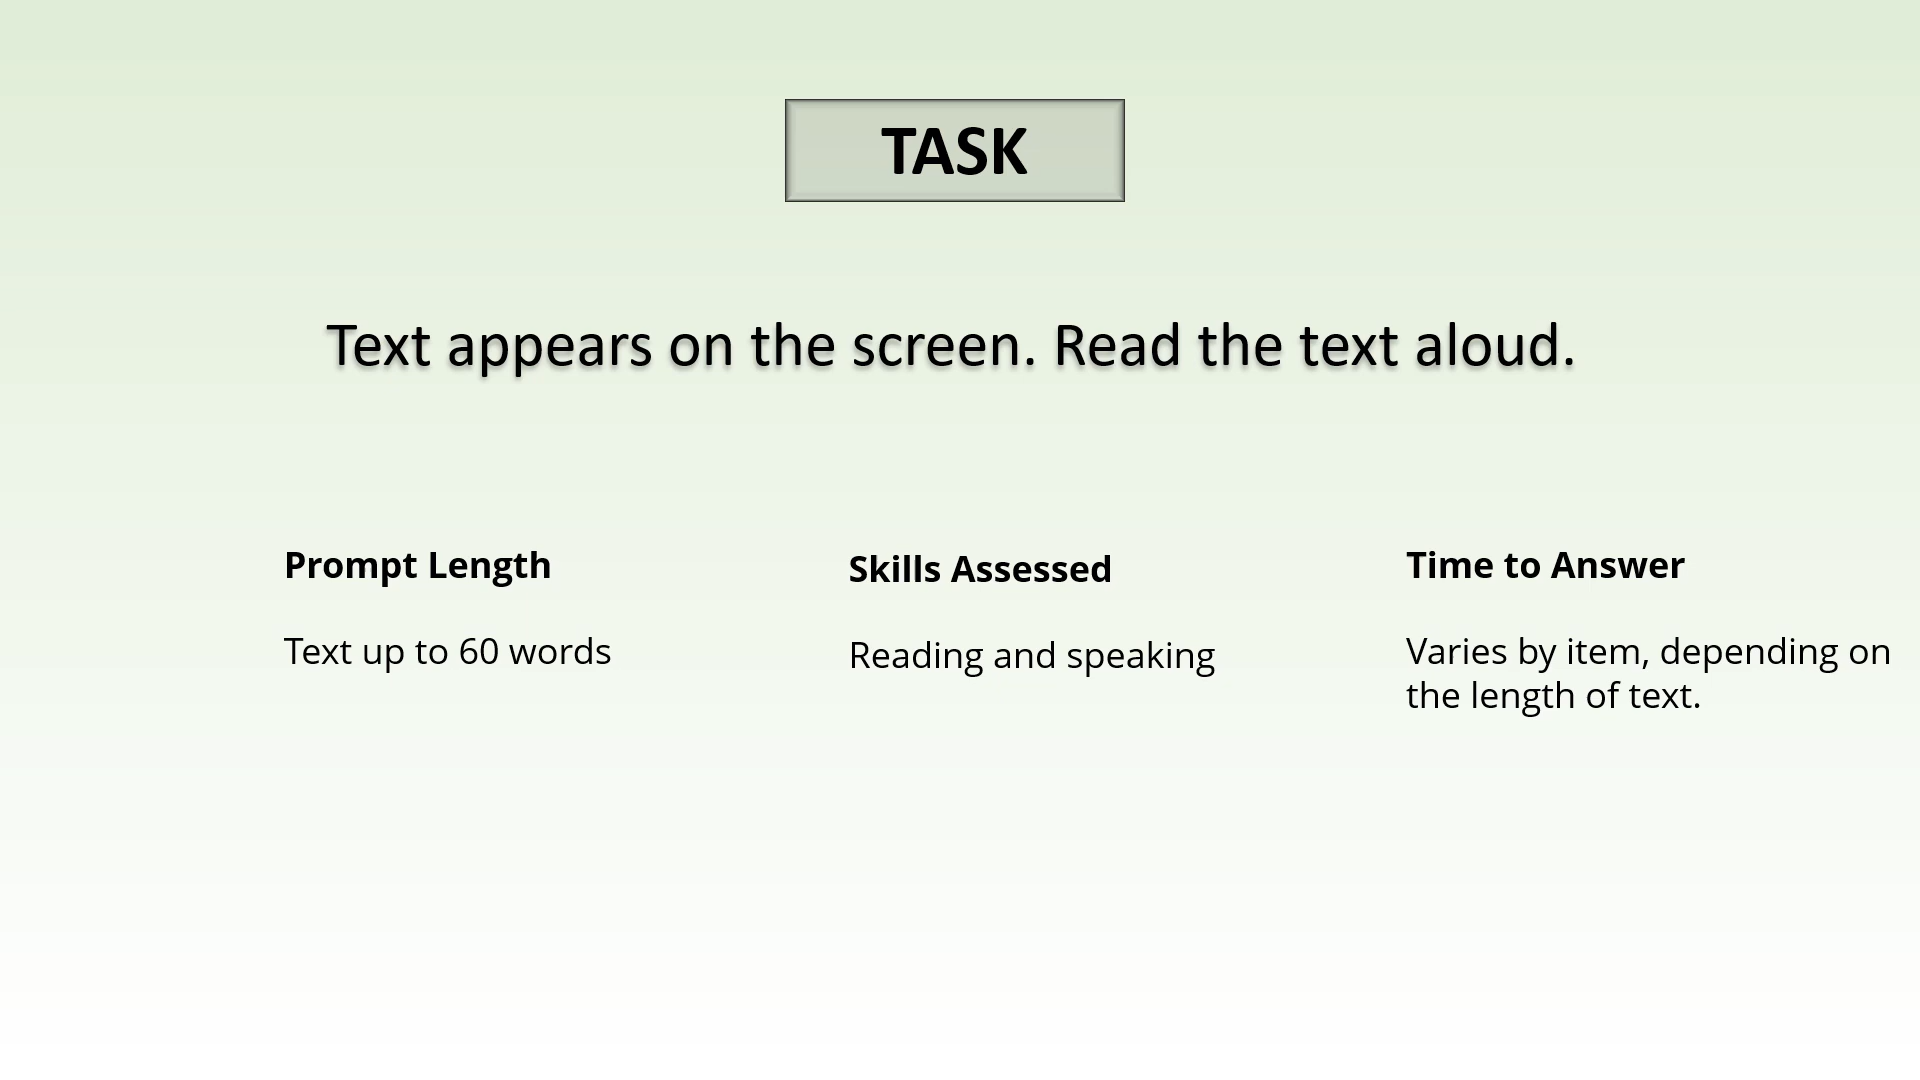 TASK
Text appears on the screen. Read the text aloud.
Prompt Length
Text up to 60 words
Skills Assessed
Reading and speaking
Time to Answer
Varies by item, depending on
the length of text.